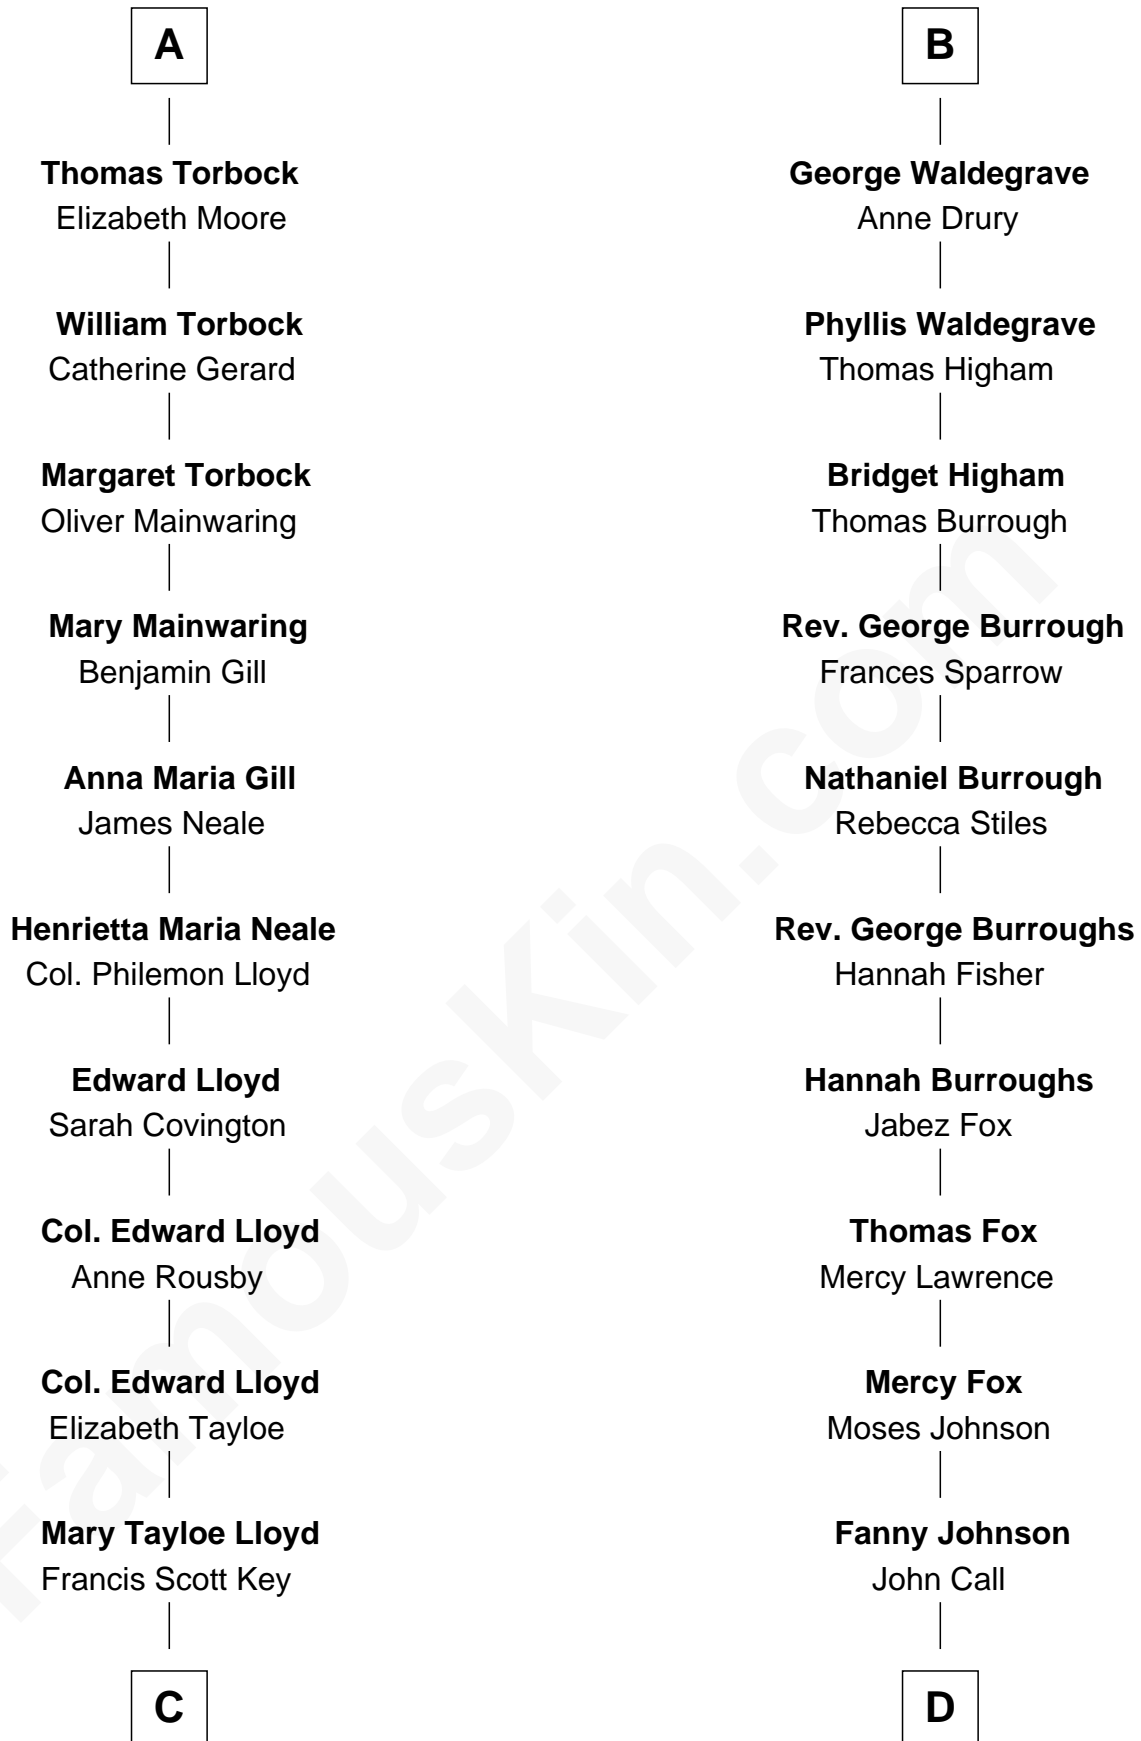 A
Thomas Torbock
Elizabeth Moore
William Torbock
Catherine Gerard
Margaret Torbock
Oliver Mainwaring
Mary Mainwaring
Benjamin Gill
Anna Maria Gill
James Neale
Henrietta Maria Neale
Col. Philemon Lloyd
Edward Lloyd
Sarah Covington
Col. Edward Lloyd
Anne Rousby
Col. Edward Lloyd
Elizabeth Tayloe
Mary Tayloe Lloyd
Francis Scott Key
C
B
George Waldegrave
Anne Drury
Phyllis Waldegrave
Thomas Higham
Bridget Higham
Thomas Burrough
Rev. George Burrough
Frances Sparrow
Nathaniel Burrough
Rebecca Stiles
Rev. George Burroughs
Hannah Fisher
Hannah Burroughs
Jabez Fox
Thomas Fox
Mercy Lawrence
Mercy Fox
Moses Johnson
Fanny Johnson
John Call
D
FamousKin.com